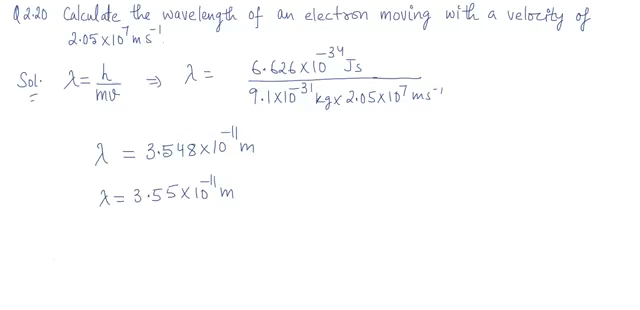 Q2.20 Calculate the wavelength of an electron moving with a velocity of
2.05×10⁷ms⁻¹.
Sol. λ = h/mv ⇒ λ = 6.626×10⁻³⁴ Js / 9.1×10⁻³¹ kg × 2.05×10⁷ ms⁻¹
λ = 3.548×10⁻¹¹ m
λ = 3.55×10⁻¹¹ m